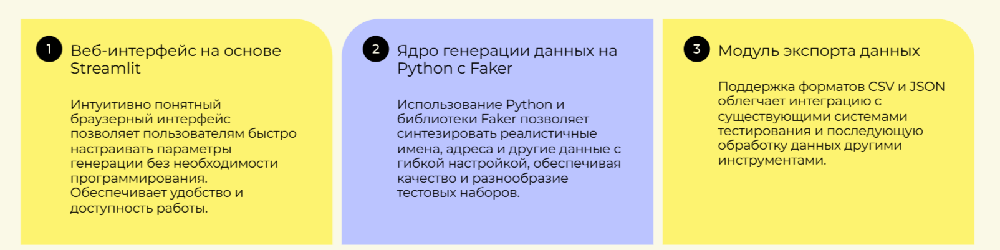 1
Веб-интерфейс на основе
Streamlit
Интуитивно понятный
браузерный интерфейс
позволяет пользователям быстро
настраивать параметры
генерации без необходимости
программирования.
Обеспечивает удобство и
доступность работы.
2
Ядро генерации данных на
Python с Faker
Использование Python и
библиотеки Faker позволяет
синтезировать реалистичные
имена, адреса и другие данные с
гибкой настройкой, обеспечивая
качество и разнообразие
тестовых наборов.
3
Модуль экспорта данных
Поддержка форматов CSV и JSON
облегчает интеграцию с
существующими системами
тестирования и последующую
обработку данных другими
инструментами.